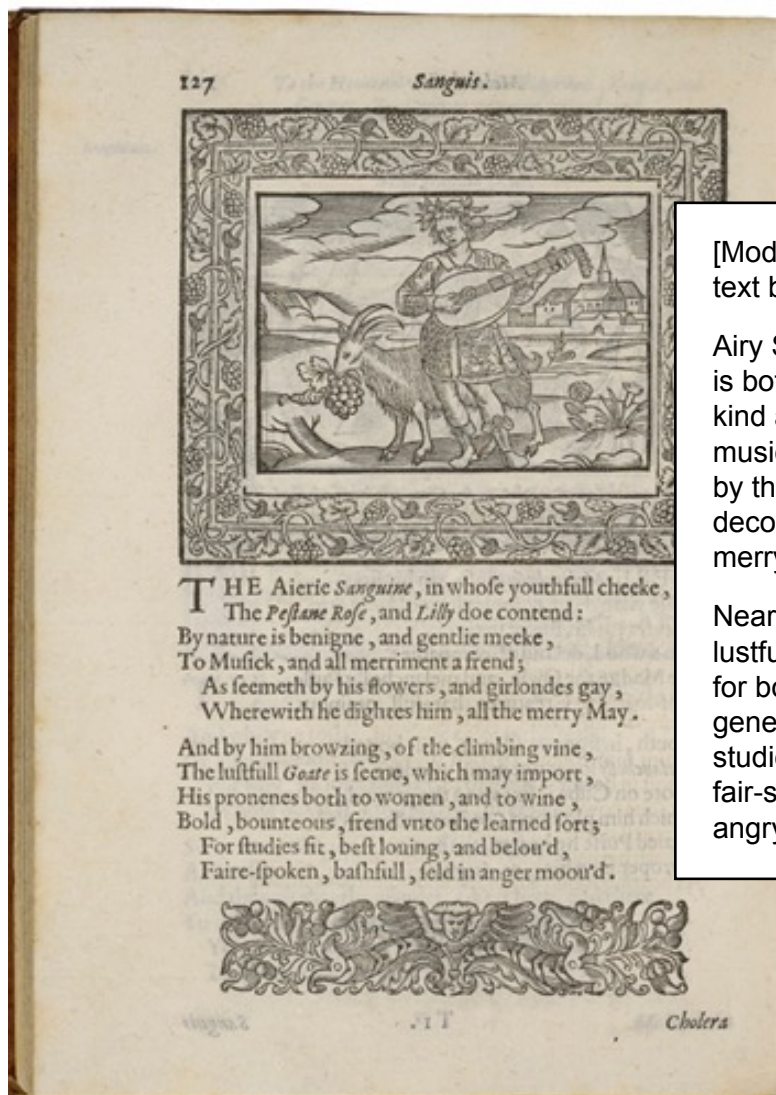 127 Sanguis.
THE Aierie Sanguine, in whoſe youthfull cheeke,
The Peſtane Roſe, and Lilly doe contend:
By nature is benigne, and gentlie meeke,
To Muſick, and all merriment a frend;
As ſeemeth by his flowers, and girlondes gay,
Wherewith he dightes him, all the merry May.
And by him browzing, of the climbing vine,
The luſtfull Goate is ſeene, which may import,
His pronenes both to women, and to wine,
Bold, bounteous, frend vnto the learned ſort;
For ſtudies fit, beſt louing, and belou'd,
Faire-ſpoken, baſhfull, ſeld in anger moou'd.
Cholera
[Mod
text b
Airy S
is bot
kind a
musi
by th
deco
merry
Near
lustfu
for bo
gene
studie
fair-s
angry